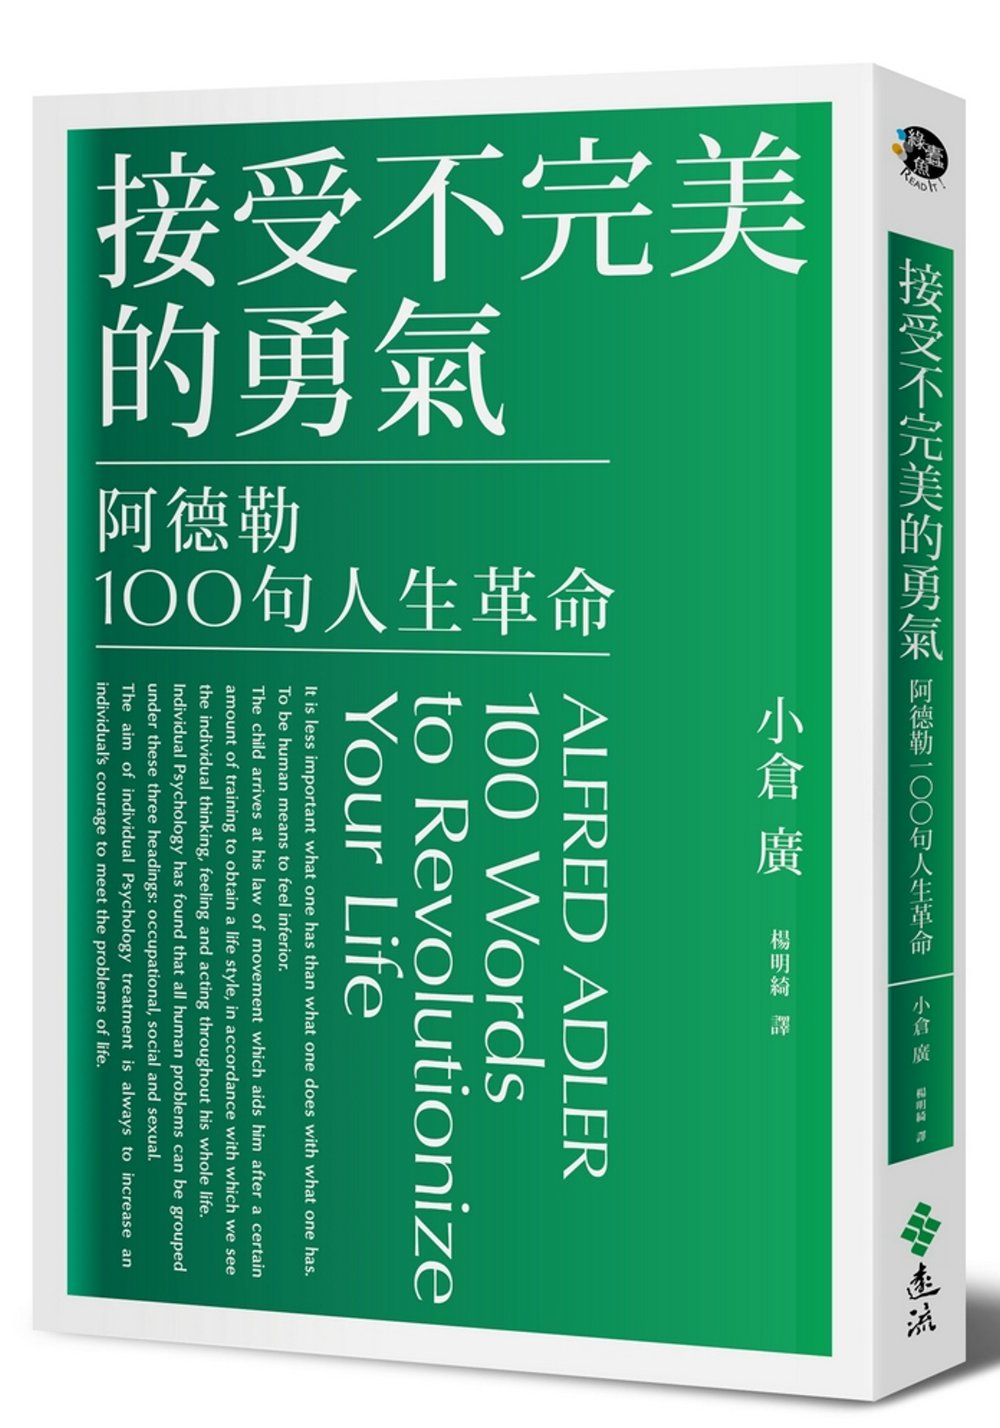 接受不完美
的勇氣
阿德勒
100句人生革命
ALFRED ADLER
100 Words
to Revolutionize
Your Life
It is less important what one has than what one does with what one has.
To be human means to feel inferior.
The child arrives at his law of movement which aids him after a certain
amount of training to obtain a life style, in accordance with which we see
the individual thinking, feeling and acting throughout his whole life.
Individual Psychology has found that all human problems can be grouped
under these three headings: occupational, social and sexual.
The aim of individual Psychology treatment is always to increase an
individual's courage to meet the problems of life.
小倉 廣
楊明綺 譯
綠蠹魚
READ IT!
接受不完美的勇氣
阿德勒一〇〇句人生革命
小倉 廣
楊明綺 譯
遠流